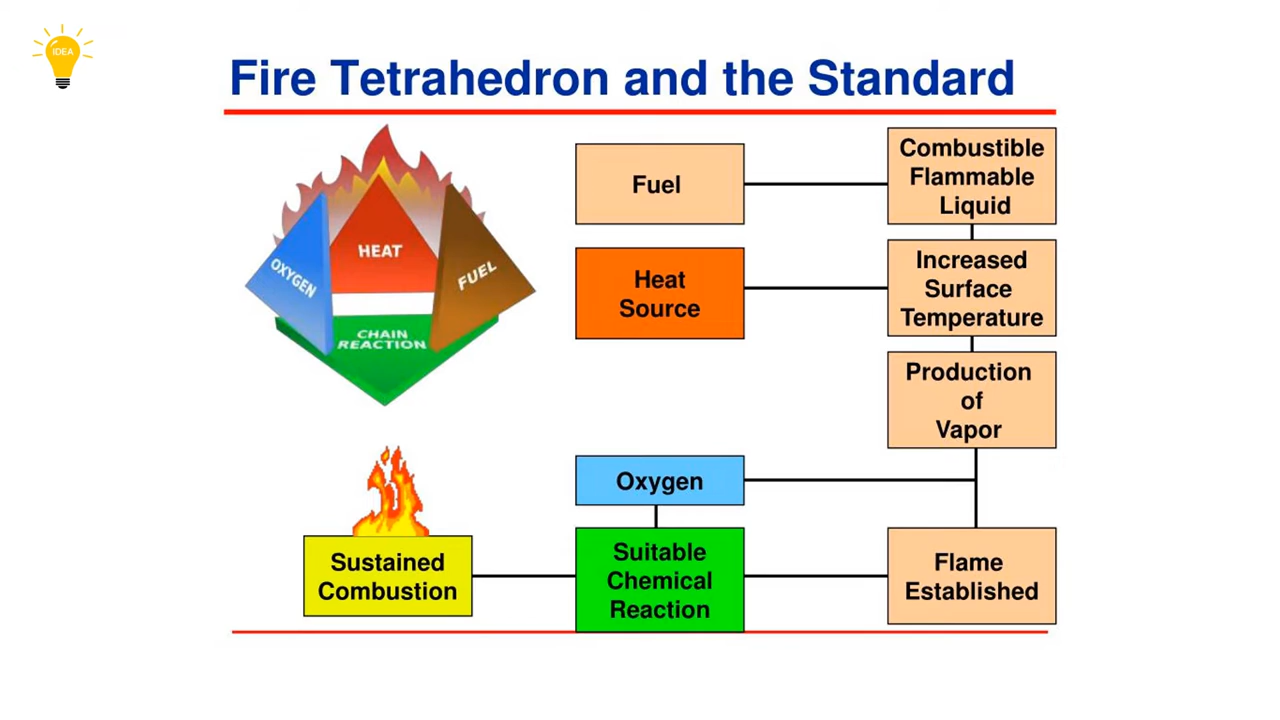 IDEA
Fire Tetrahedron and the Standard
OXYGEN
HEAT
FUEL
CHAIN
REACTION
Fuel
Combustible
Flammable
Liquid
Heat
Source
Increased
Surface
Temperature
Production
of
Vapor
Oxygen
Sustained
Combustion
Suitable
Chemical
Reaction
Flame
Established